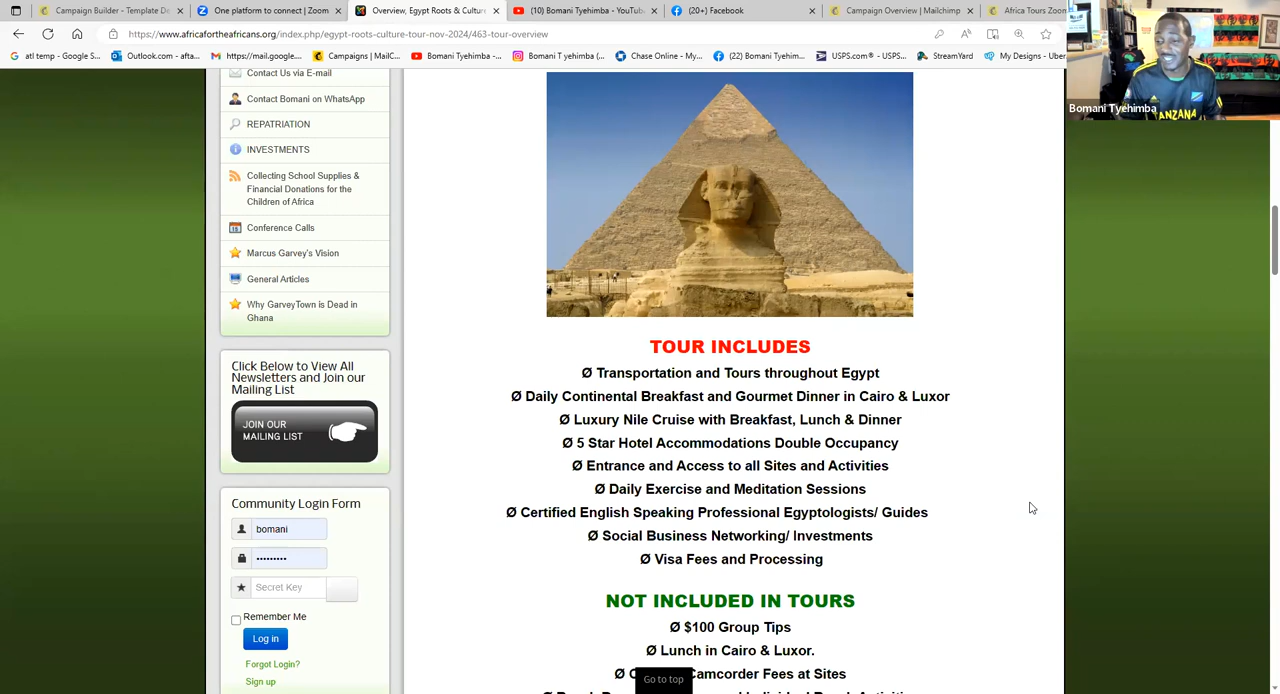 Campaign Builder - Template De
One platform to connect | Zoom
Overview, Egypt Roots & Culture
(10) Bomani Tyehimba - YouTub
(20+) Facebook
Campaign Overview | Mailchimp
Africa Tours Zoom
https://www.africafortheafricans.org/index.php/egypt-roots-culture-tour-nov-2024/463-tour-overview
atl temp - Google S...
Outlook.com - afta...
https://mail.google....
Campaigns | MailC...
Bomani Tyehimba -...
Bomani T yehimba (...
Chase Online - My...
(22) Bomani Tyehim...
USPS.com® - USPS...
StreamYard
My Designs - Uber
TANZANA
Bomani Tyehimba
Contact Us via E-mail
Contact Bomani on WhatsApp
REPATRIATION
INVESTMENTS
Collecting School Supplies &
Financial Donations for the
Children of Africa
Conference Calls
Marcus Garvey's Vision
General Articles
Why GarveyTown is Dead in
Ghana
Click Below to View All
Newsletters and Join our
Mailing List
JOIN OUR
MAILING LIST
Community Login Form
bomani
•••••••••
Secret Key
Remember Me
Log in
Forgot Login?
Sign up
TOUR INCLUDES
Ø Transportation and Tours throughout Egypt
Ø Daily Continental Breakfast and Gourmet Dinner in Cairo & Luxor
Ø Luxury Nile Cruise with Breakfast, Lunch & Dinner
Ø 5 Star Hotel Accommodations Double Occupancy
Ø Entrance and Access to all Sites and Activities
Ø Daily Exercise and Meditation Sessions
Ø Certified English Speaking Professional Egyptologists/ Guides
Ø Social Business Networking/ Investments
Ø Visa Fees and Processing
NOT INCLUDED IN TOURS
Ø $100 Group Tips
Ø Lunch in Cairo & Luxor.
Ø Camcorder Fees at Sites
Go to top